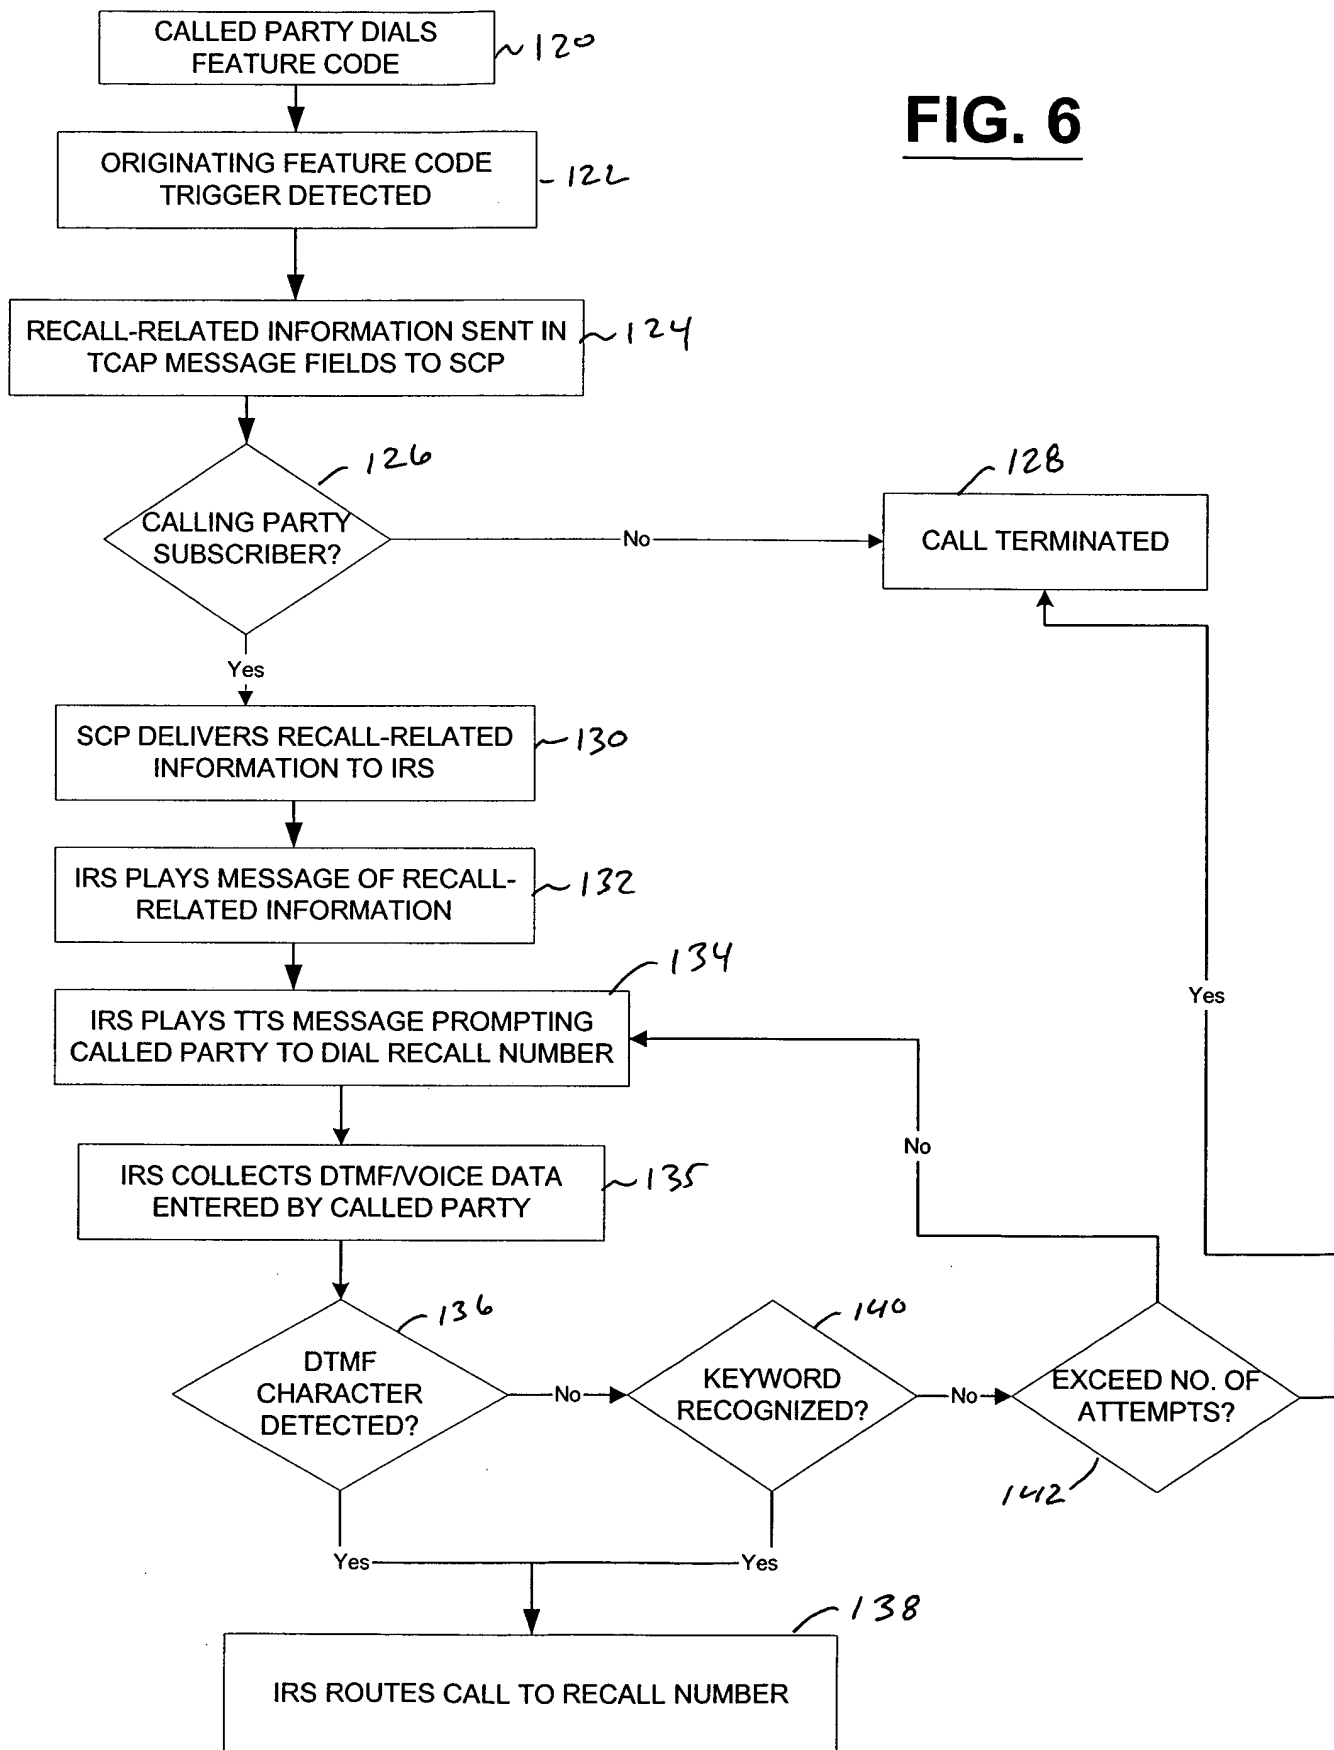 CALLED PARTY DIALS
FEATURE CODE
120
FIG. 6
ORIGINATING FEATURE CODE
TRIGGER DETECTED
122
RECALL-RELATED INFORMATION SENT IN
TCAP MESSAGE FIELDS TO SCP
124
126
CALLING PARTY
SUBSCRIBER?
No
128
CALL TERMINATED
Yes
SCP DELIVERS RECALL-RELATED
INFORMATION TO IRS
130
IRS PLAYS MESSAGE OF RECALL-
RELATED INFORMATION
132
134
IRS PLAYS TTS MESSAGE PROMPTING
CALLED PARTY TO DIAL RECALL NUMBER
Yes
No
IRS COLLECTS DTMF/VOICE DATA
ENTERED BY CALLED PARTY
135
136
DTMF
CHARACTER
DETECTED?
No
140
KEYWORD
RECOGNIZED?
No
EXCEED NO. OF
ATTEMPTS?
142
Yes
Yes
138
IRS ROUTES CALL TO RECALL NUMBER